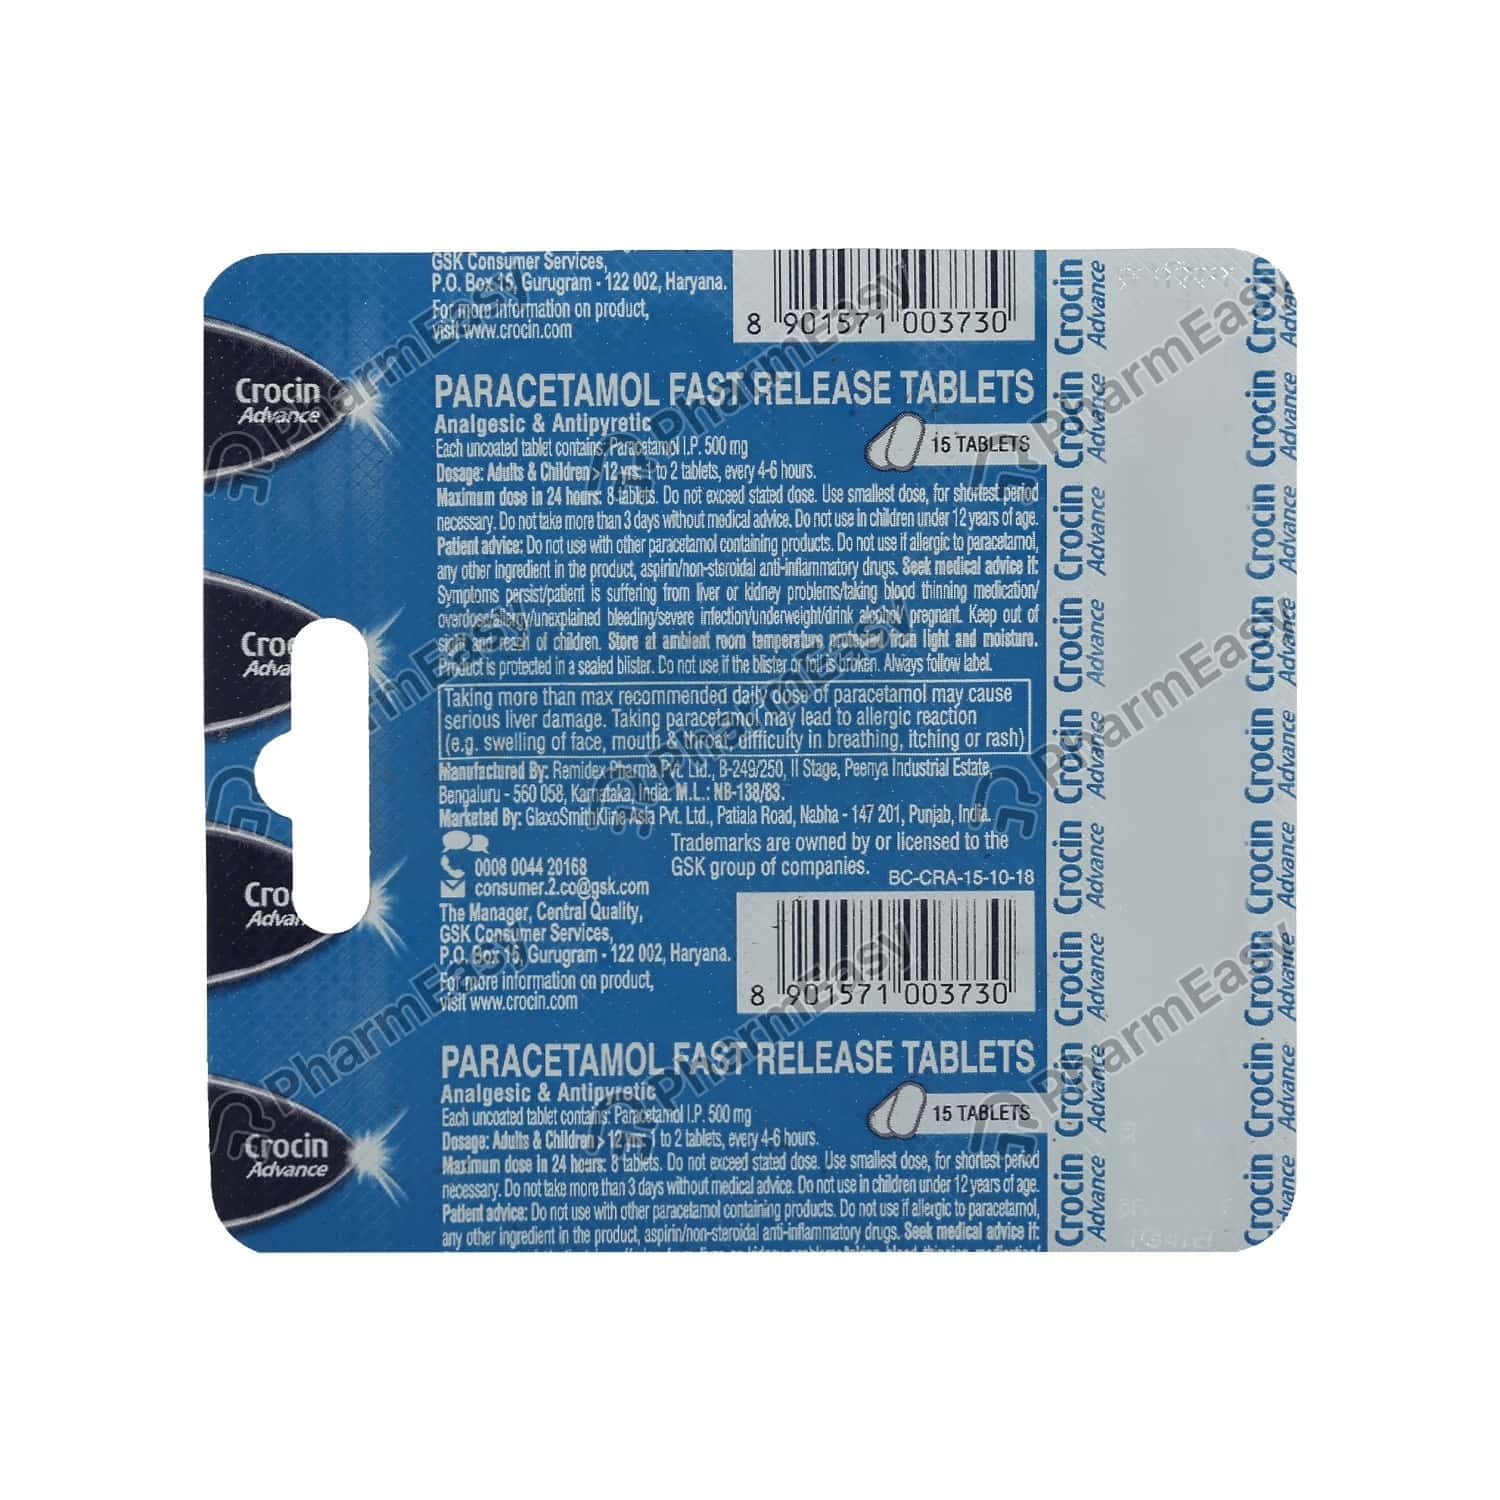 GSK Consumer Services,
P.O. Box 15, Gurugram - 122 002, Haryana.
For more information on product,
visit www.crocin.com
8 901571 003730
Crocin
Advance
PARACETAMOL FAST RELEASE TABLETS
Analgesic & Antipyretic
Each uncoated tablet contains: Paracetamol I.P. 500 mg
15 TABLETS
Dosage: Adults & Children > 12 yrs: 1 to 2 tablets, every 4-6 hours.
Maximum dose in 24 hours: 8 tablets. Do not exceed stated dose. Use smallest dose, for shortest period
necessary. Do not take more than 3 days without medical advice. Do not use in children under 12 years of age.
Patient advice: Do not use with other paracetamol containing products. Do not use if allergic to paracetamol,
any other ingredient in the product, aspirin/non-steroidal anti-inflammatory drugs. Seek medical advice if:
Symptoms persist/patient is suffering from liver or kidney problems/taking blood thinning medication/
overdose/allergy/unexplained bleeding/severe infection/underweight/drink alcohol/ pregnant. Keep out of
sight and reach of children. Store at ambient room temperature protected from light and moisture.
Product is protected in a sealed blister. Do not use if the blister or foil is broken. Always follow label.
Taking more than max recommended daily dose of paracetamol may cause
serious liver damage. Taking paracetamol may lead to allergic reaction
(e.g. swelling of face, mouth & throat, difficulty in breathing, itching or rash)
Manufactured By: Remidex Pharma Pvt. Ltd., B-249/250, II Stage, Peenya Industrial Estate,
Bengaluru - 560 058, Karnataka, India. M.L.: NB-138/83.
Marketed By: GlaxoSmithKline Asia Pvt. Ltd., Patiala Road, Nabha - 147 201, Punjab, India.
Trademarks are owned by or licensed to the
GSK group of companies.
BC-CRA-15-10-18
0008 0044 20168
consumer.2.co@gsk.com
The Manager, Central Quality,
GSK Consumer Services,
P.O. Box 15, Gurugram - 122 002, Haryana.
For more information on product,
visit www.crocin.com
8 901571 003730
PARACETAMOL FAST RELEASE TABLETS
Analgesic & Antipyretic
Each uncoated tablet contains: Paracetamol I.P. 500 mg
15 TABLETS
Dosage: Adults & Children > 12 yrs: 1 to 2 tablets, every 4-6 hours.
Maximum dose in 24 hours: 8 tablets. Do not exceed stated dose. Use smallest dose, for shortest period
necessary. Do not take more than 3 days without medical advice. Do not use in children under 12 years of age.
Patient advice: Do not use with other paracetamol containing products. Do not use if allergic to paracetamol,
any other ingredient in the product, aspirin/non-steroidal anti-inflammatory drugs. Seek medical advice if:
Cro
Advan
Cro
Advan
Crocin
Advance
Crocin
Advance
Crocin
Advance
Crocin
Advance
Crocin
Advance
Crocin
Advance
Crocin
Advance
Crocin
Advance
Crocin
Advance
Crocin
Advance
Crocin
Advance
Crocin
Advance
Crocin
Advance
Crocin
Advance
Crocin
Advance
Crocin
Advance
Crocin
Advance
Crocin
Advance
Crocin
Advance
PharmEasy
PharmEasy
PharmEasy
PharmEasy
PharmEasy
PharmEasy
PharmEasy
PharmEasy
PharmEasy